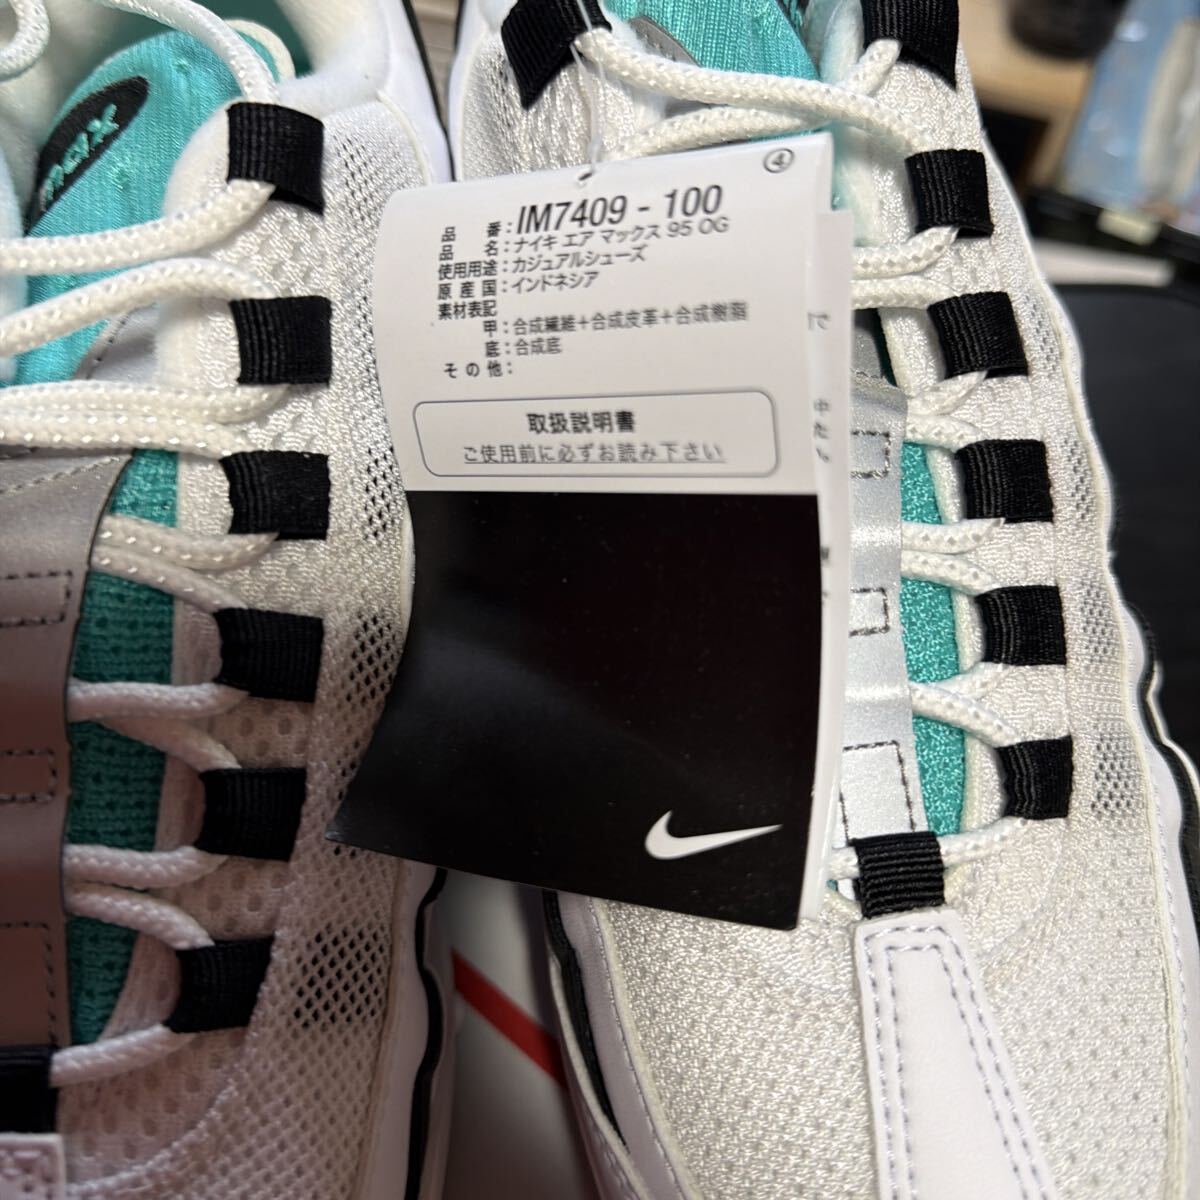 max
④
品番：IM7409 - 100
品名：ナイキ エア マックス 95 OG
使用用途：カジュアルシューズ
原産国：インドネシア
素材表記
甲：合成繊維＋合成皮革＋合成樹脂
底：合成底
その他：
取扱説明書
ご使用前に必ずお読み下さい